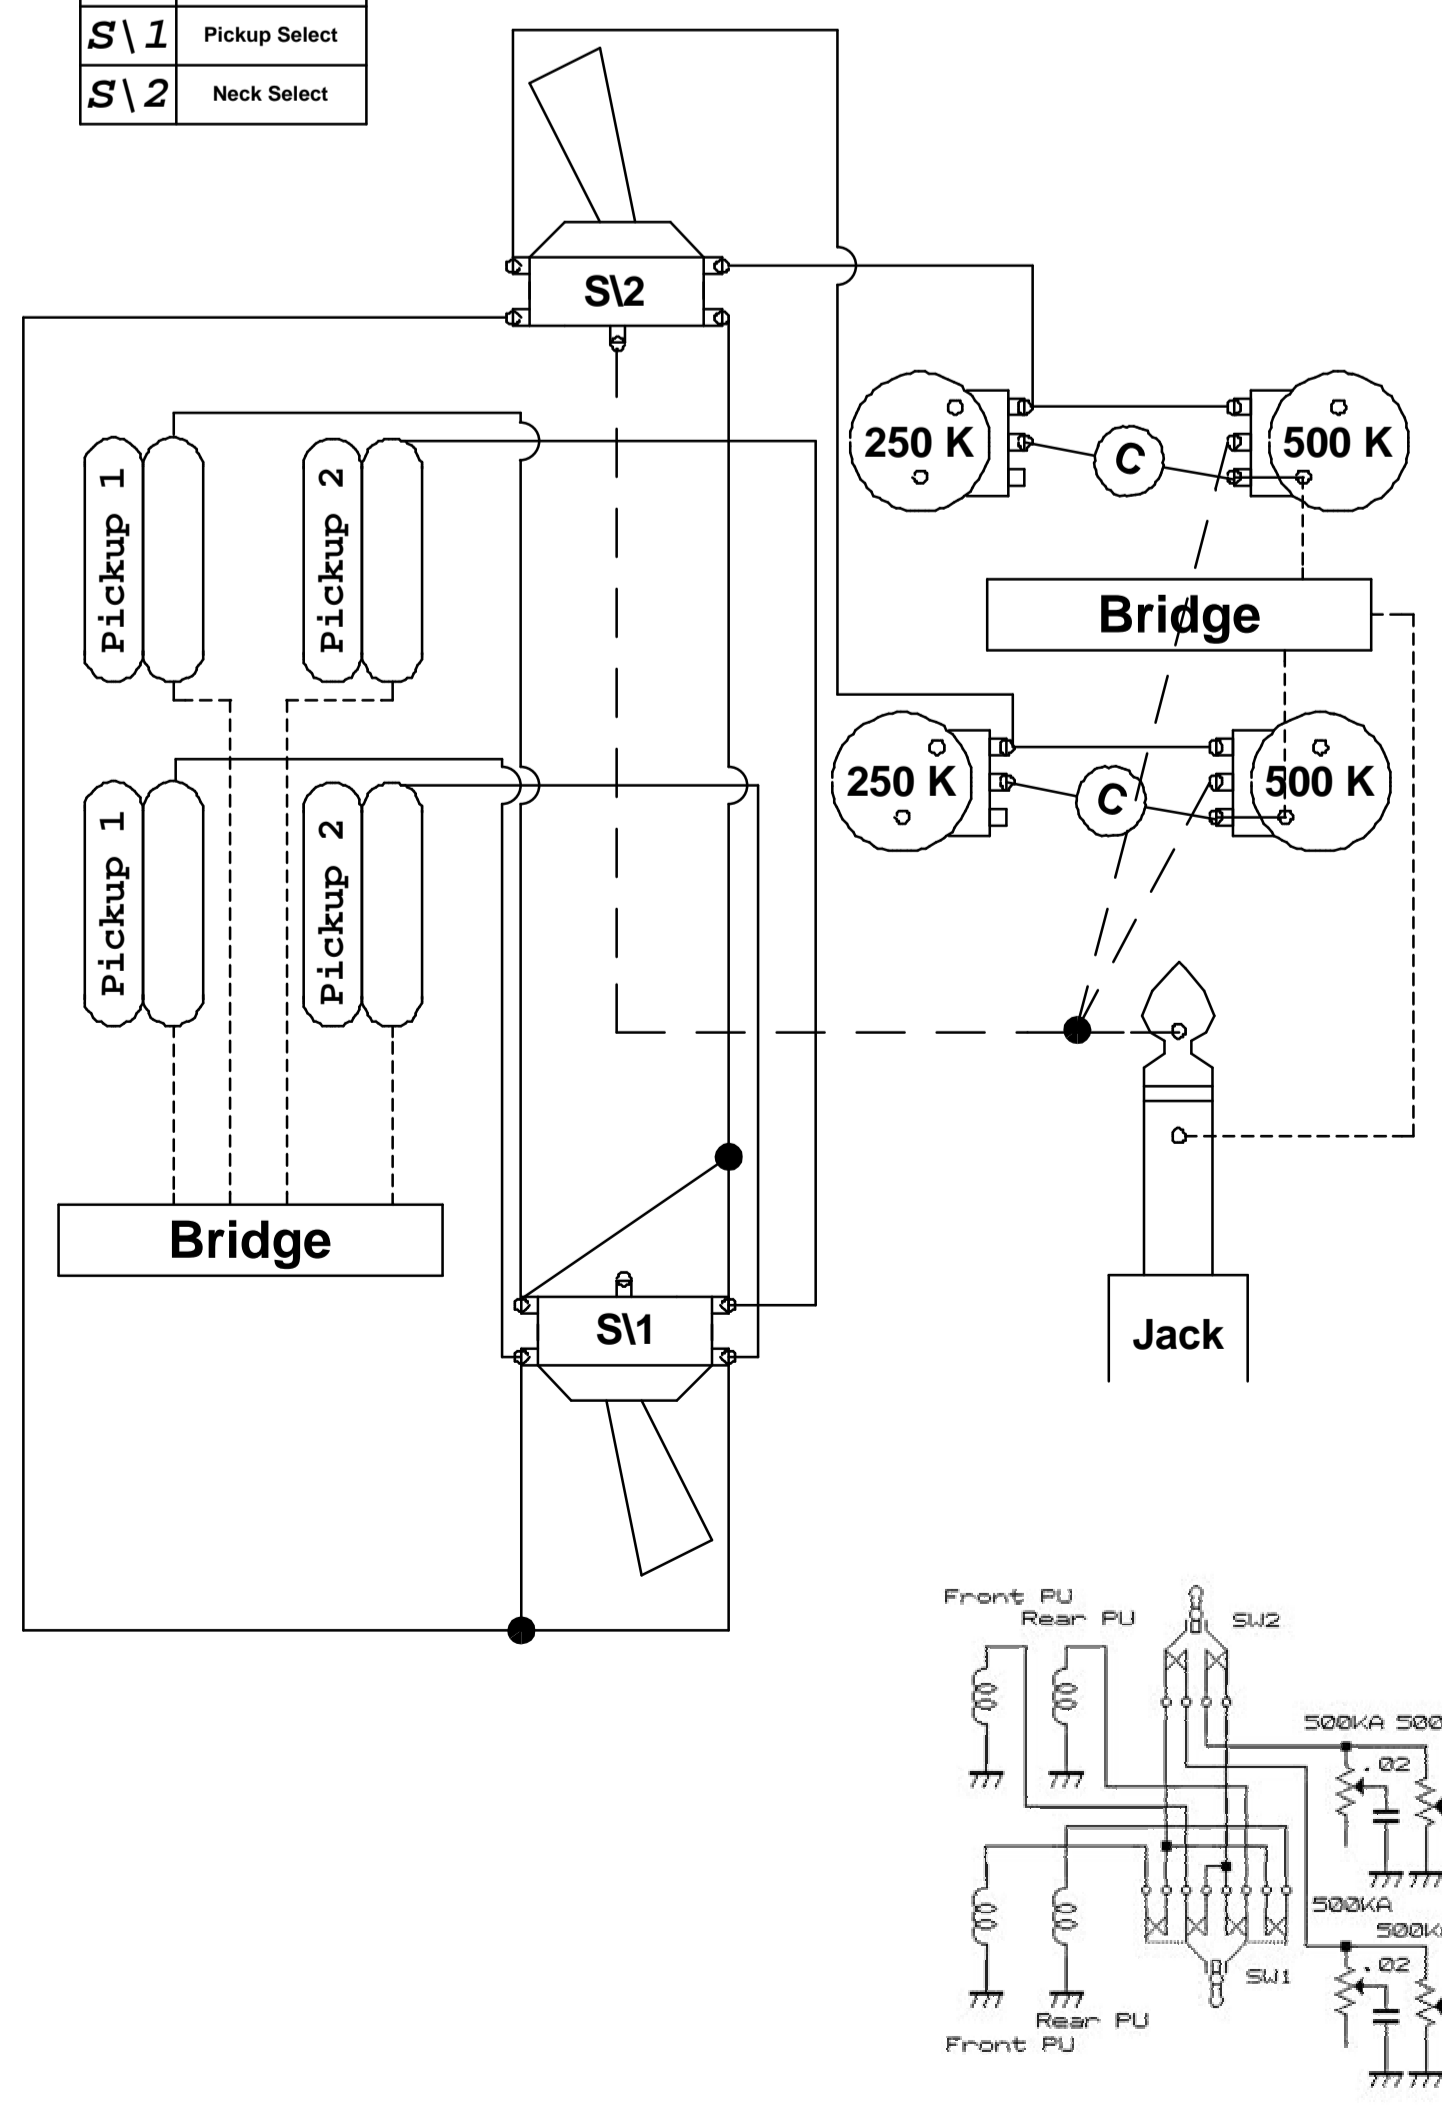 S\1 Pickup Select
S\2 Neck Select
S\2
250 K
C
500 K
Pickup 1
Pickup 2
Bridge
250 K
C
500 K
Pickup 1
Pickup 2
Bridge
S\1
Jack
Front PU
Rear PU
SW2
500KA 500
.02
500KA
500K
.02
SW1
Rear PU
Front PU